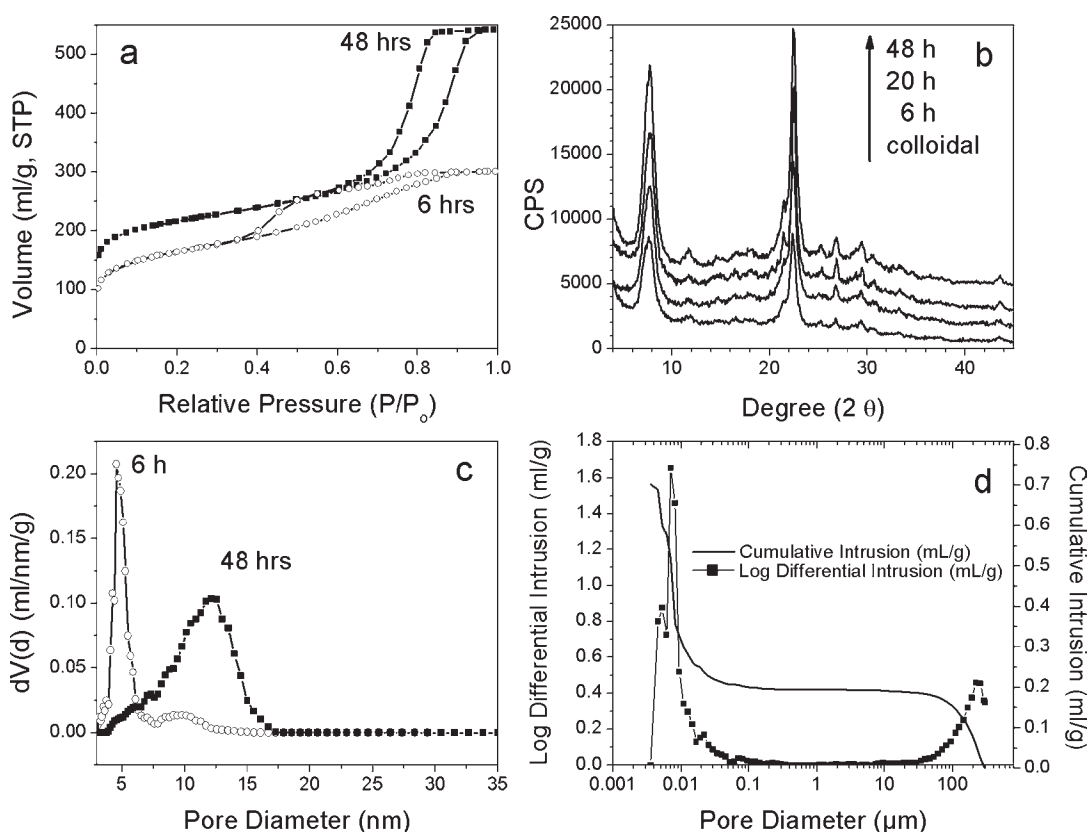 a
48 hrs
6 hrs
Volume (ml/g, STP)
500
400
300
200
100
0.0 0.2 0.4 0.6 0.8 1.0
Relative Pressure (P/Pₒ)
b
48 h
20 h
6 h
colloidal
CPS
25000
20000
15000
10000
5000
0
10 20 30 40
Degree (2 θ)
c
6 h
48 hrs
dV(d) (ml/nm/g)
0.20
0.15
0.10
0.05
0.00
5 10 15 20 25 30 35
Pore Diameter (nm)
d
Cumulative Intrusion (mL/g)
Log Differential Intrusion (mL/g)
Log Differential Intrusion (ml/g)
1.8
1.6
1.4
1.2
1.0
0.8
0.6
0.4
0.2
0.0
Cumulative Intrusion (ml/g)
0.8
0.7
0.6
0.5
0.4
0.3
0.2
0.1
0.0
0.001 0.01 0.1 1 10 100
Pore Diameter (µm)